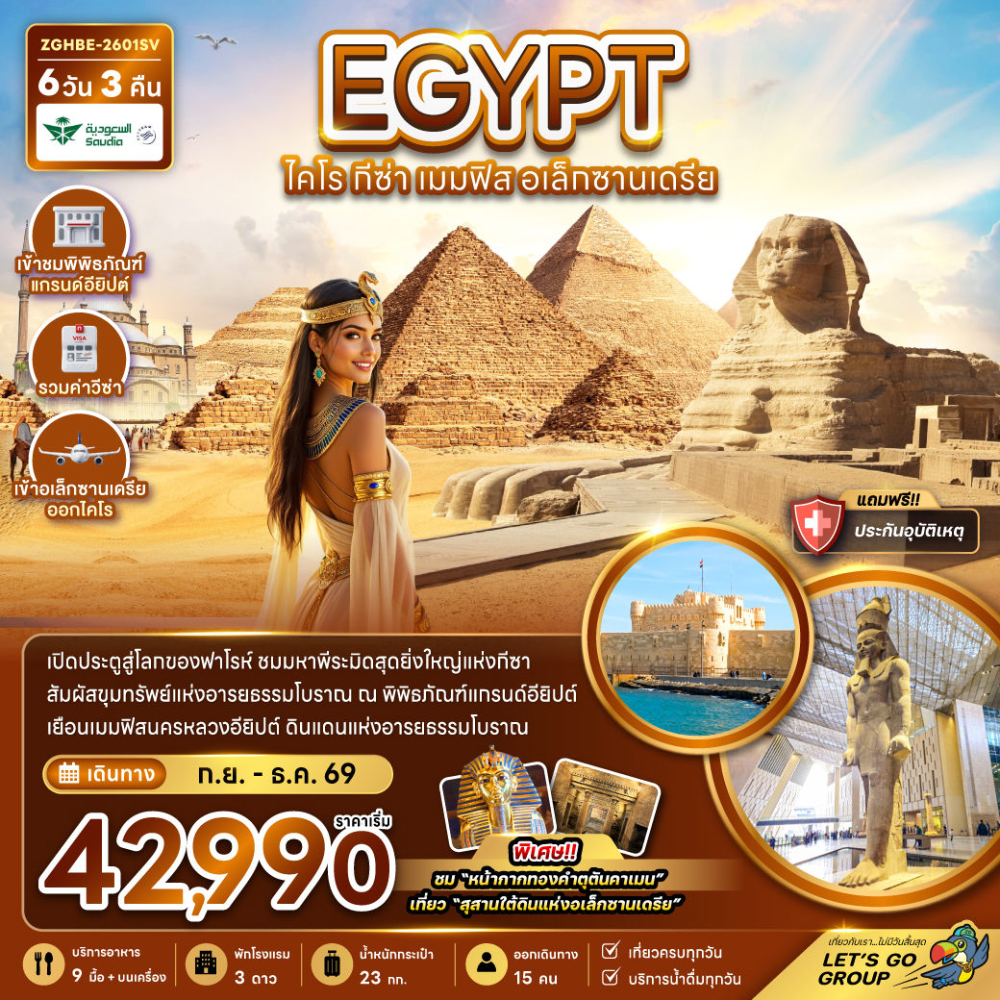 ZGHBE-2601SV
6 วัน 3 คืน
السعودية
Saudia
SKYTEAM
EGYPT
ไคโร กีซ่า เมมฟิส อเล็กซานเดรีย
เข้าชมพิพิธภัณฑ์
แกรนด์อียิปต์
VISA
รวมค่าวีซ่า
เข้าอเล็กซานเดรีย
ออกไคโร
แถมฟรี!!
ประกันอุบัติเหตุ
เปิดประตูสู่โลกของฟาโรห์ ชมมหาพีระมิดสุดยิ่งใหญ่แห่งกีซา
สัมผัสขุมทรัพย์แห่งอารยธรรมโบราณ ณ พิพิธภัณฑ์แกรนด์อียิปต์
เยือนเมมฟิสนครหลวงอียิปต์ ดินแดนแห่งอารยธรรมโบราณ
เดินทาง ก.ย. - ธ.ค. 69
ราคาเริ่ม
42,990
พิเศษ!!
ชม "หน้ากากทองคำตุตันคาเมน"
เที่ยว "สุสานใต้ดินแห่งอเล็กซานเดรีย"
บริการอาหาร
9 มื้อ + บนเครื่อง
พักโรงแรม
3 ดาว
น้ำหนักกระเป๋า
23 กก.
ออกเดินทาง
15 คน
เที่ยวครบทุกวัน
บริการน้ำดื่มทุกวัน
เที่ยวกับเรา...ไม่มีวันสิ้นสุด
LET'S GO
GROUP